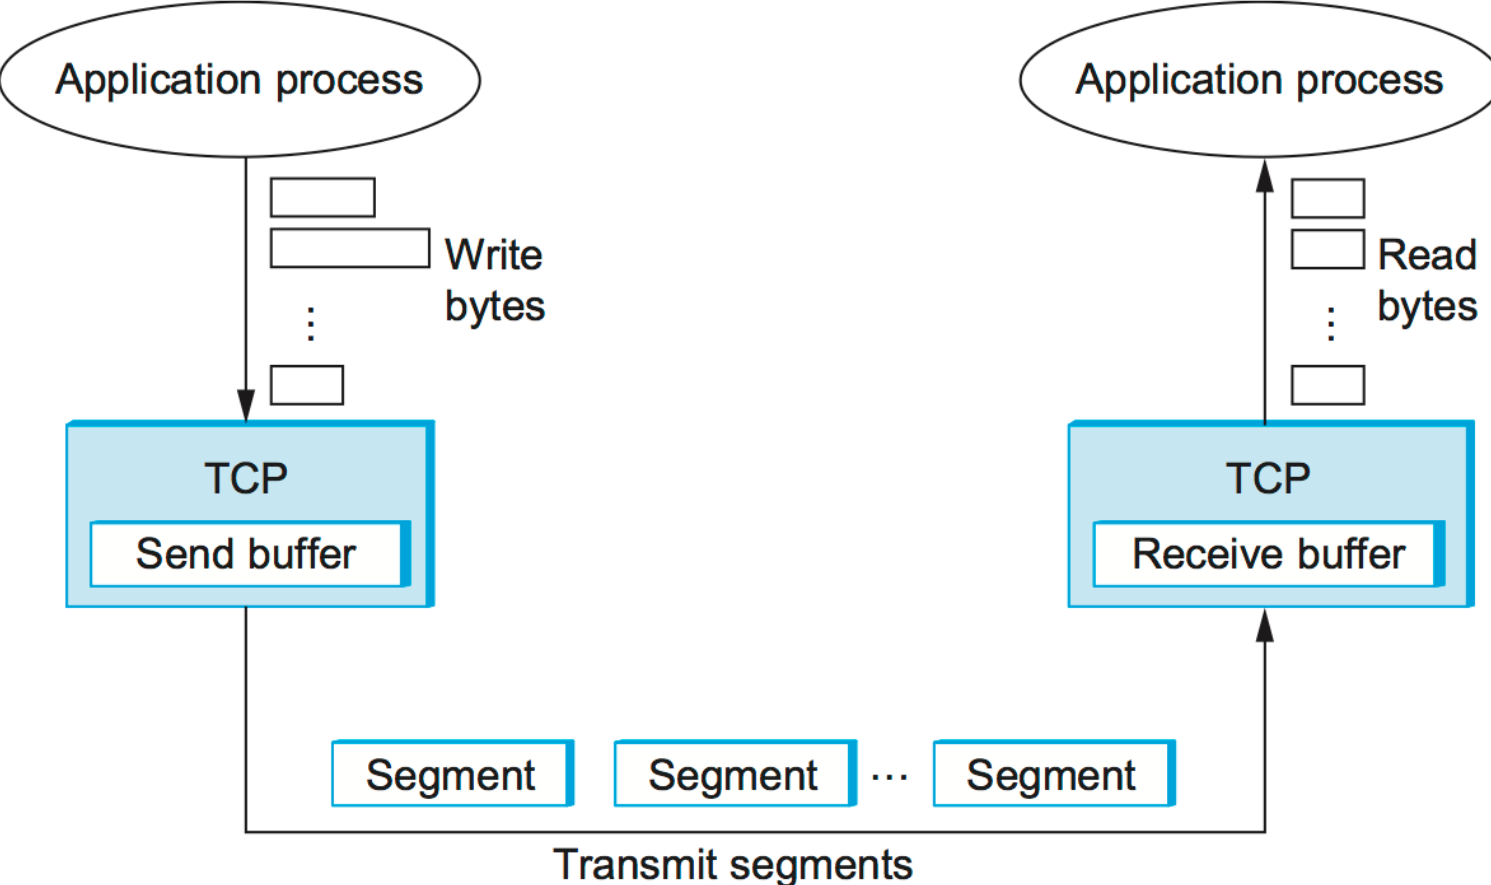 Application process
Application process
Write
bytes
Read
bytes
TCP
Send buffer
TCP
Receive buffer
Segment
Segment
...
Segment
Transmit segments